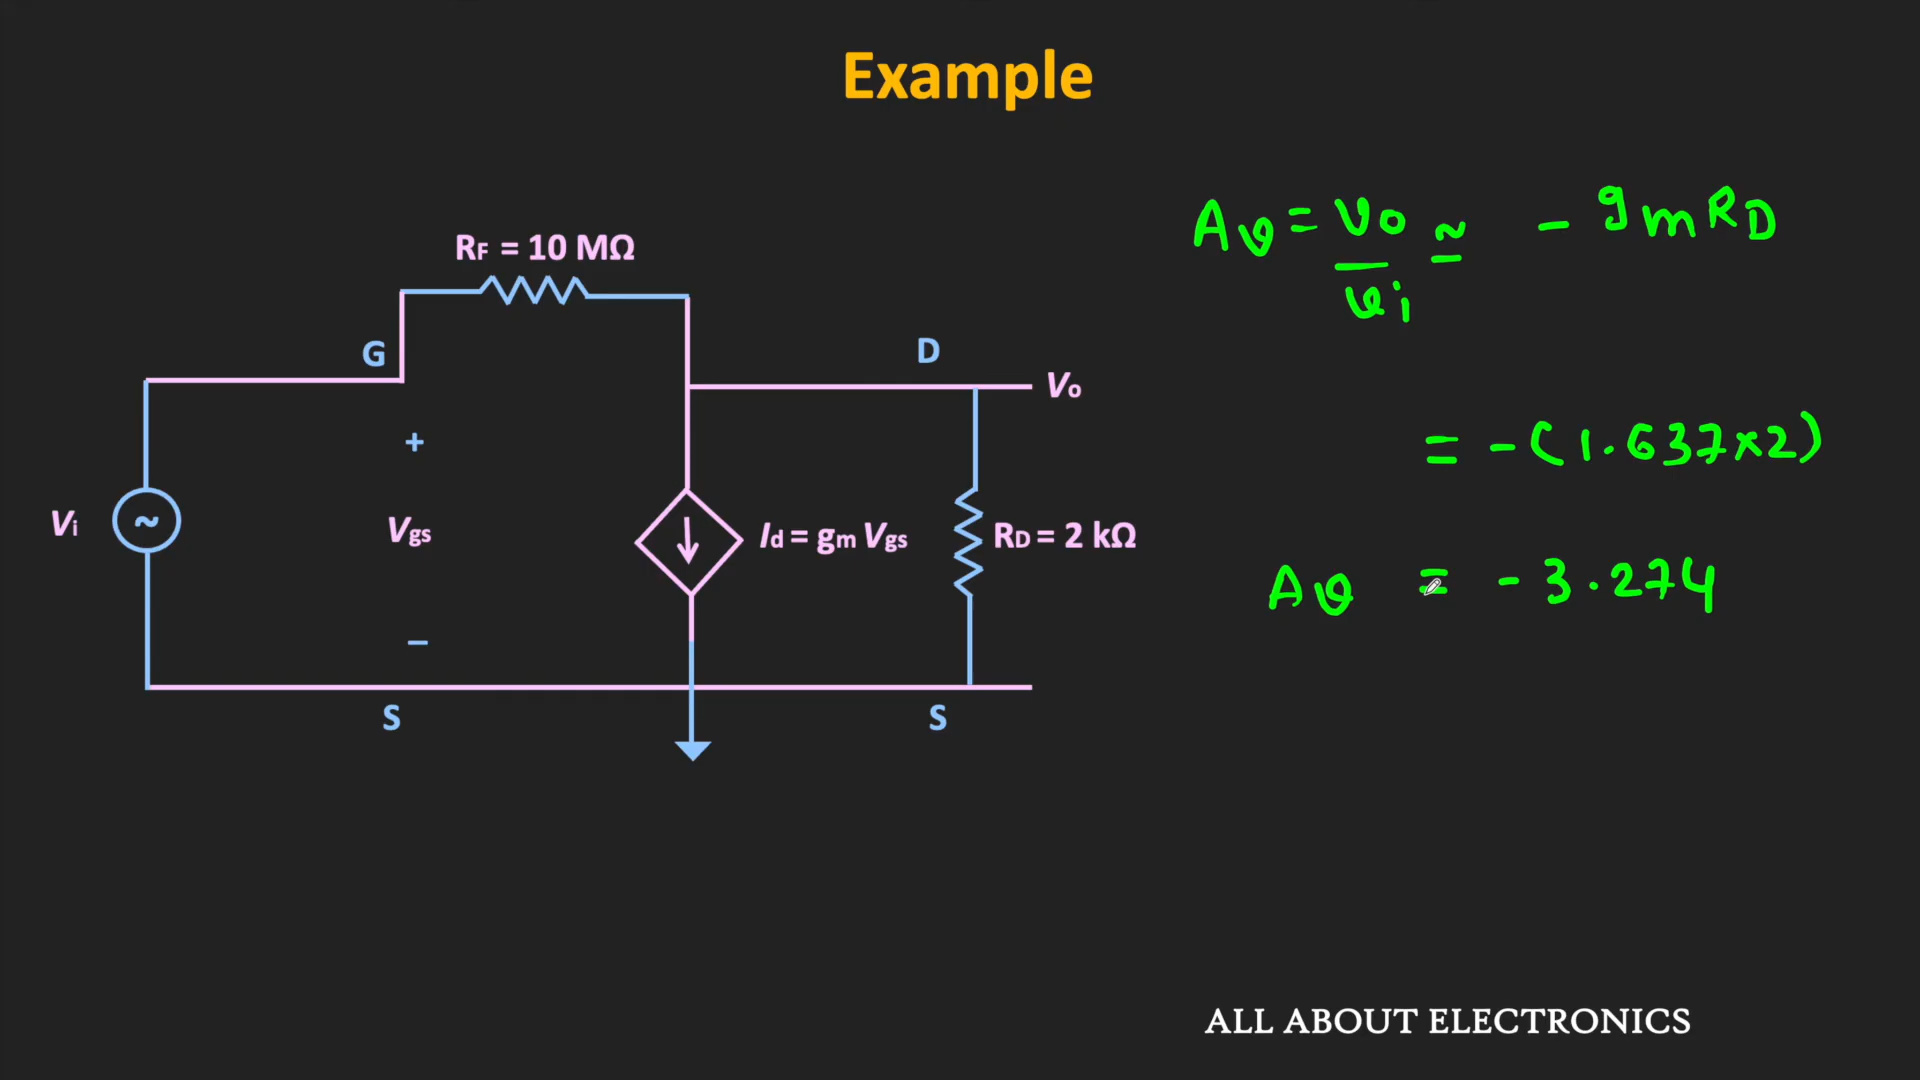 Example
RF = 10 MΩ
G
D
Vo
+
Vi
~
Vgs
Id = gm Vgs
RD = 2 kΩ
–
S
S
Av = vo / vi ≃ - gmRD
= -(1.637×2)
Av = -3.274
ALL ABOUT ELECTRONICS